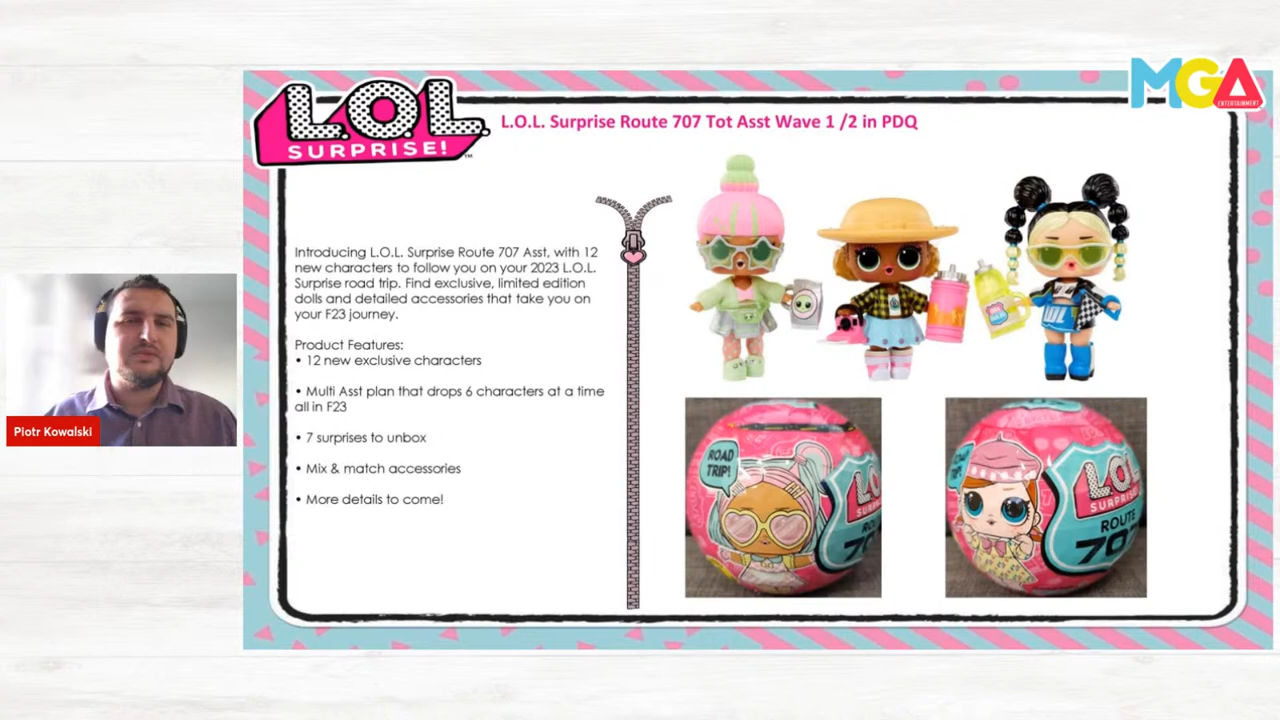 MGA
ENTERTAINMENT
L.O.L.
SURPRISE!™
L.O.L. Surprise Route 707 Tot Asst Wave 1 /2 in PDQ
Introducing L.O.L. Surprise Route 707 Asst, with 12
new characters to follow you on your 2023 L.O.L.
Surprise road trip. Find exclusive, limited edition
dolls and detailed accessories that take you on
your F23 journey.
Product Features:
• 12 new exclusive characters
• Multi Asst plan that drops 6 characters at a time
all in F23
• 7 surprises to unbox
• Mix & match accessories
• More details to come!
Piotr Kowalski
ROAD
TRIP!
L.O.L.
SURPRISE!
ROUTE